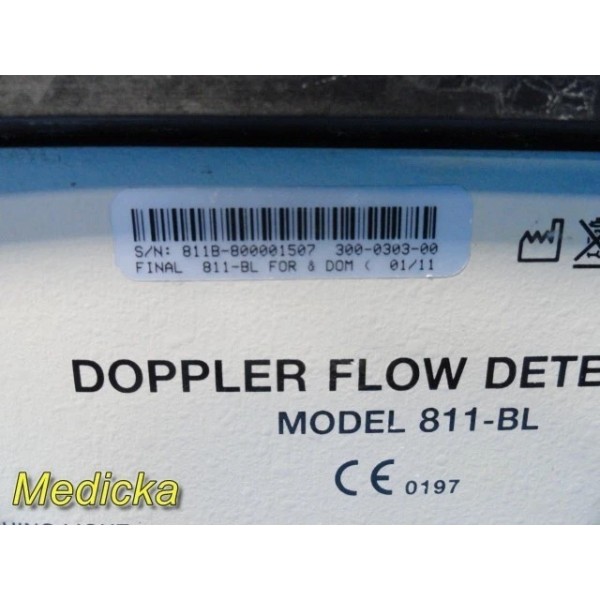 S/N: 811B-800001507 300-0303-00
FINAL 811-BL FOR & DOM ( 01/11
DOPPLER FLOW DETE
MODEL 811-BL
CE 0197
Medicka